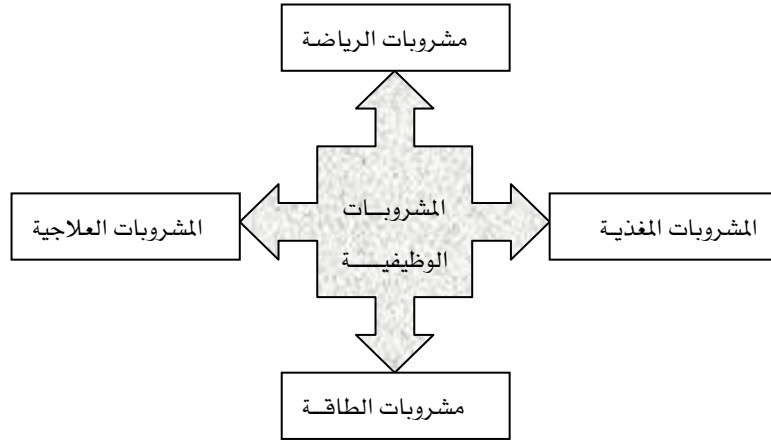 مشروبات الرياضة
المشروبات المغذية
المشروبات
الوظيفية
المشروبات العلاجية
مشروبات الطاقة